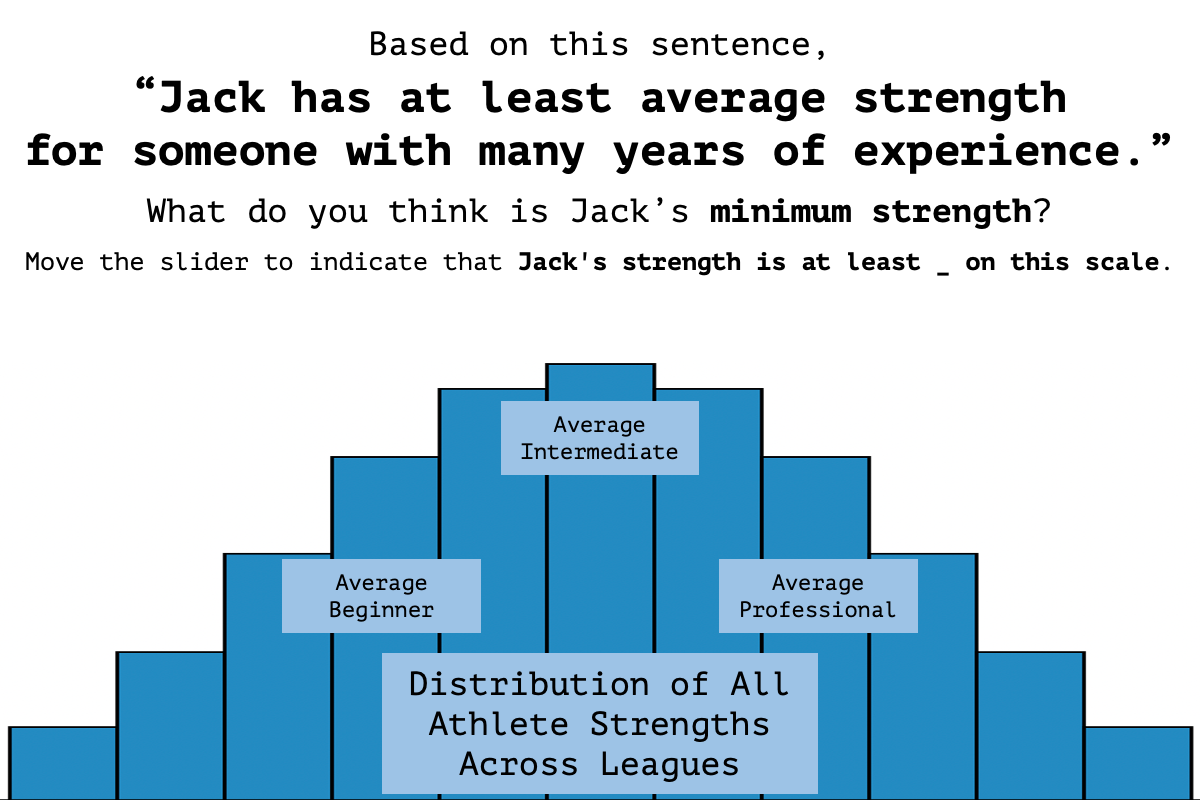 Based on this sentence,
“Jack has at least average strength
for someone with many years of experience.”
What do you think is Jack’s minimum strength?
Move the slider to indicate that Jack's strength is at least _ on this scale.
Average
Intermediate
Average
Beginner
Average
Professional
Distribution of All
Athlete Strengths
Across Leagues